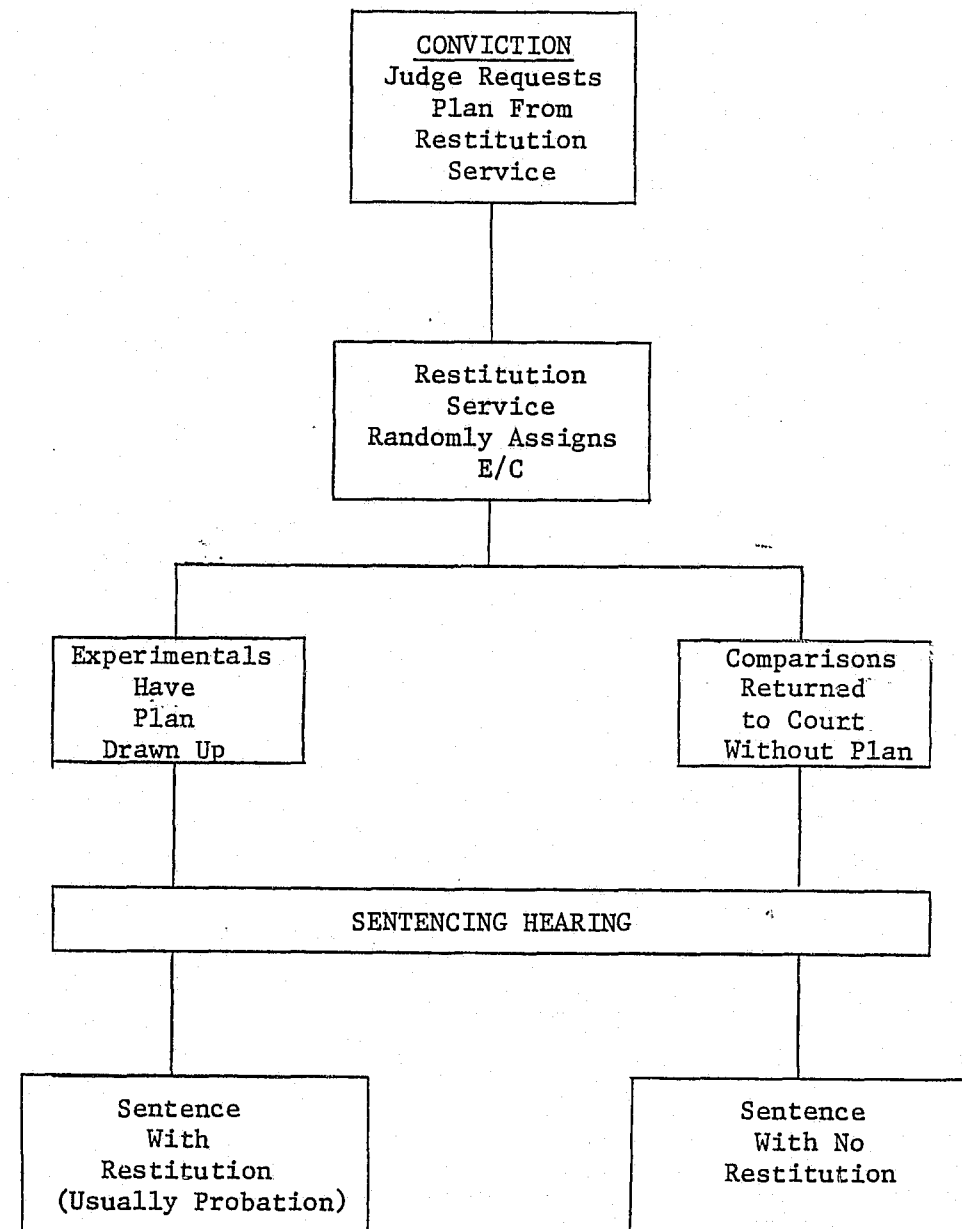 CONVICTION
Judge Requests
Plan From
Restitution
Service
Restitution
Service
Randomly Assigns
E/C
Experimentals
Have
Plan
Drawn Up
Comparisons
Returned
to Court
Without Plan
SENTENCING HEARING
Sentence
With
Restitution
(Usually Probation)
Sentence
With No
Restitution